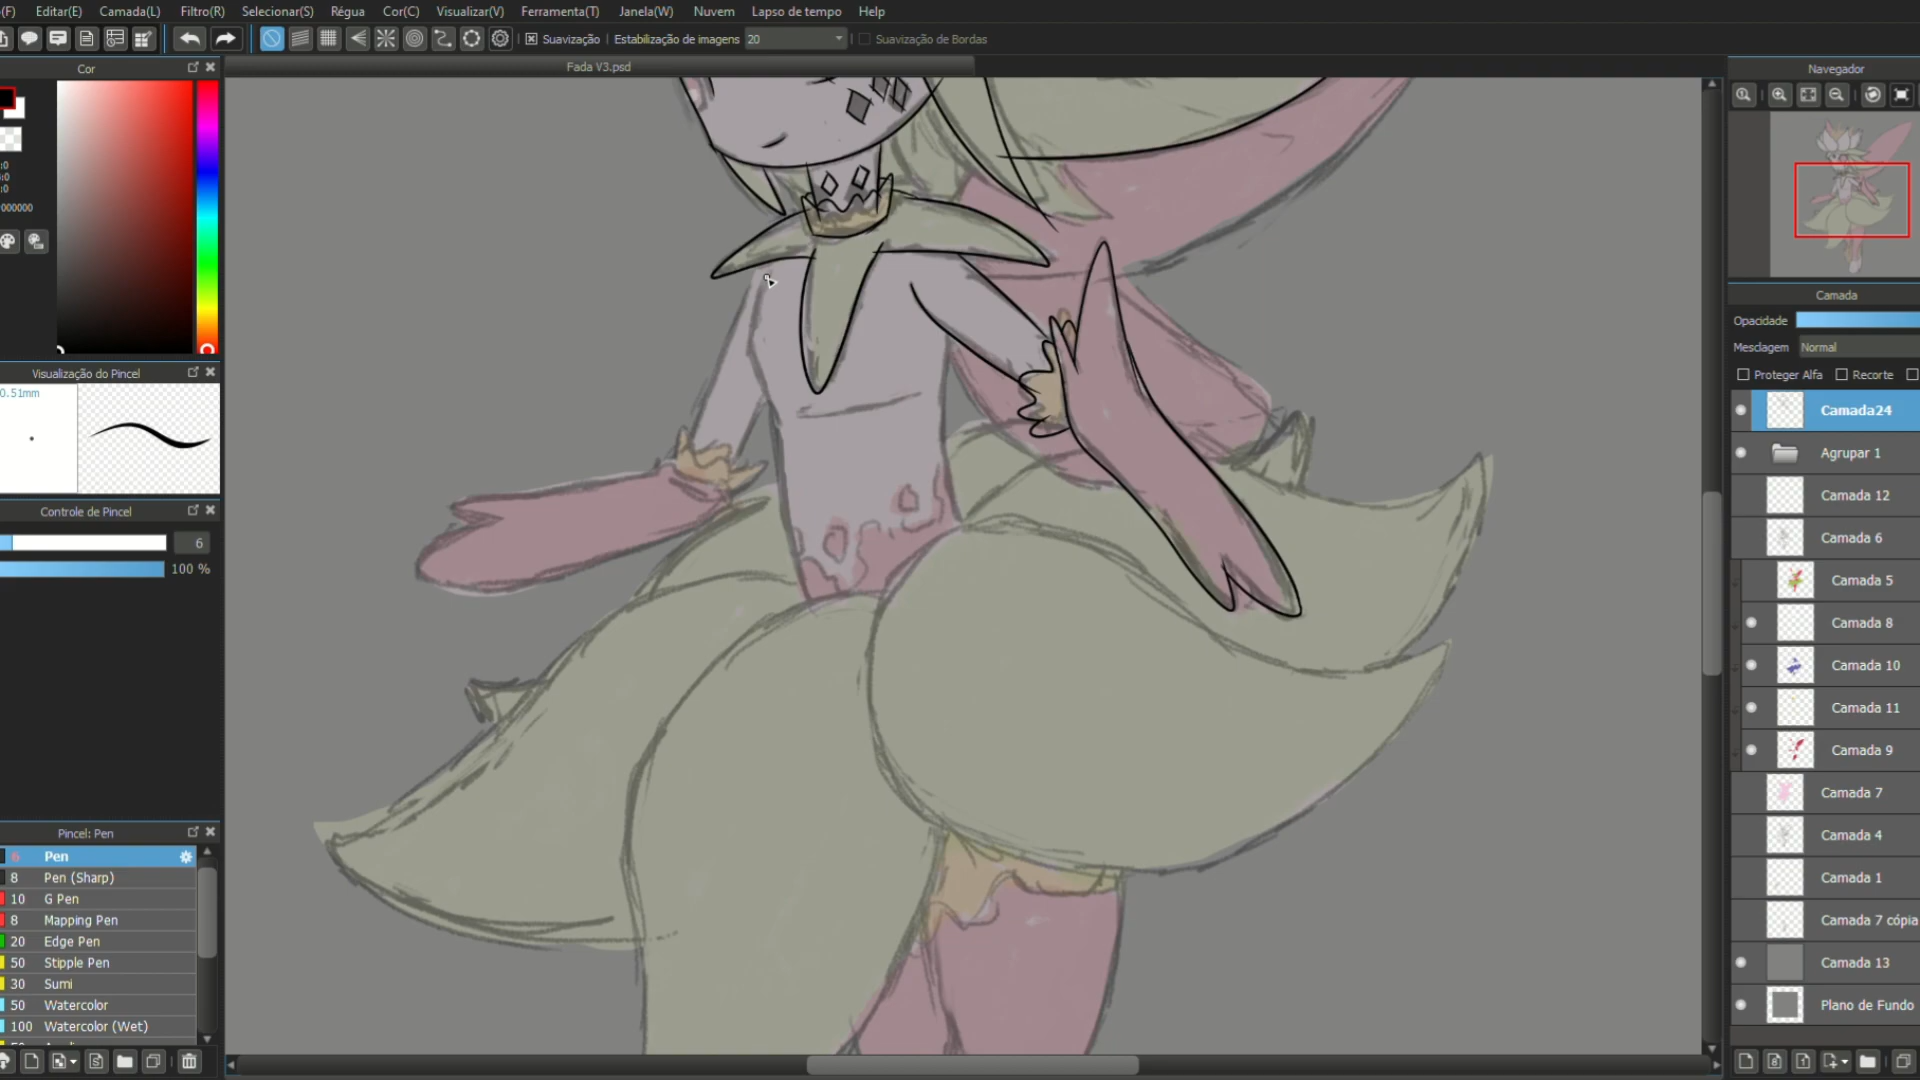 (F) Editar(E) Camada(L) Filtro(R) Selecionar(S) Régua Cor(C) Visualizar(V) Ferramenta(T) Janela(W) Nuvem Lapso de tempo Help
Suavização Estabilização de imagens 20 Suavização de Bordas
Cor
Fada V3.psd
Navegador
:0
:0
:0
000000
Camada
Opacidade
Mesclagem Normal
Proteger Alfa Recorte
Visualização do Pincel
0.51mm
Controle de Pincel
6
100 %
Pincel: Pen
6 Pen
8 Pen (Sharp)
10 G Pen
8 Mapping Pen
20 Edge Pen
50 Stipple Pen
30 Sumi
50 Watercolor
100 Watercolor (Wet)
Camada24
Agrupar 1
Camada 12
Camada 6
Camada 5
Camada 8
Camada 10
Camada 11
Camada 9
Camada 7
Camada 4
Camada 1
Camada 7 cópia
Camada 13
Plano de Fundo